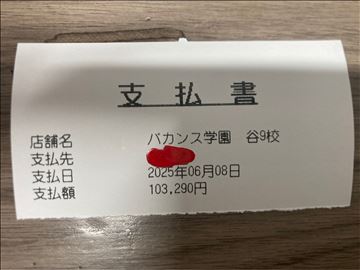 支払書
店舗名 バカンス学園 谷9校
支払先
支払日 2025年06月08日
支払額 103,290円